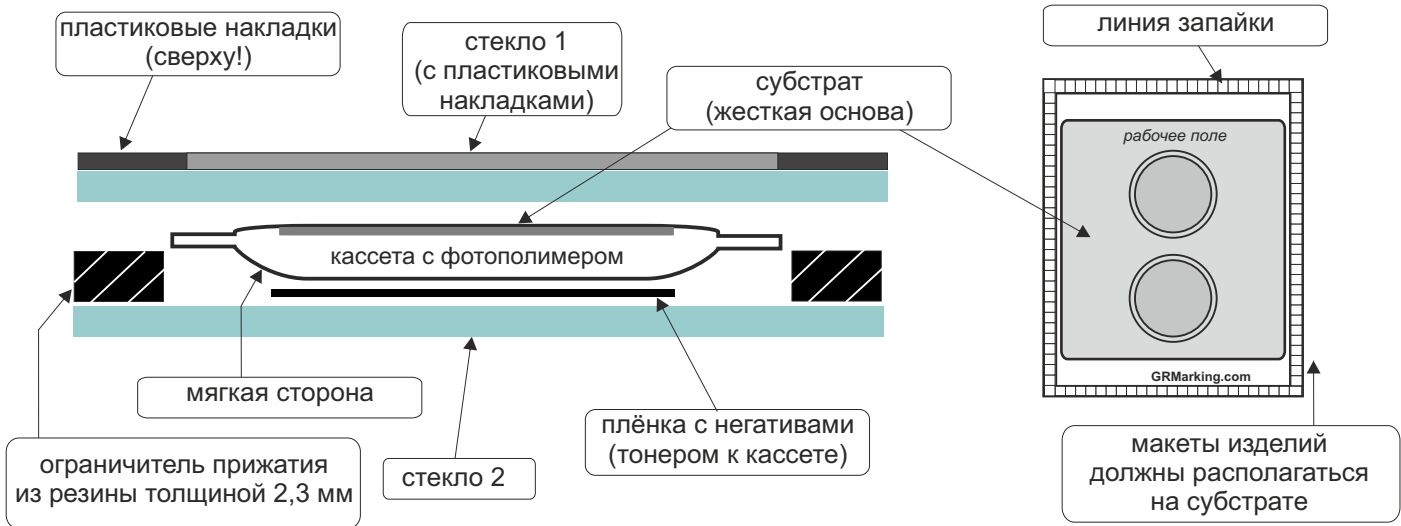 пластиковые накладки
(сверху!)
стекло 1
(с пластиковыми
накладками)
субстрат
(жесткая основа)
линия запайки
рабочее поле
кассета с фотополимером
GRMarking.com
мягкая сторона
плёнка с негативами
(тонером к кассете)
ограничитель прижатия
из резины толщиной 2,3 мм
стекло 2
макеты изделий
должны располагаться
на субстрате